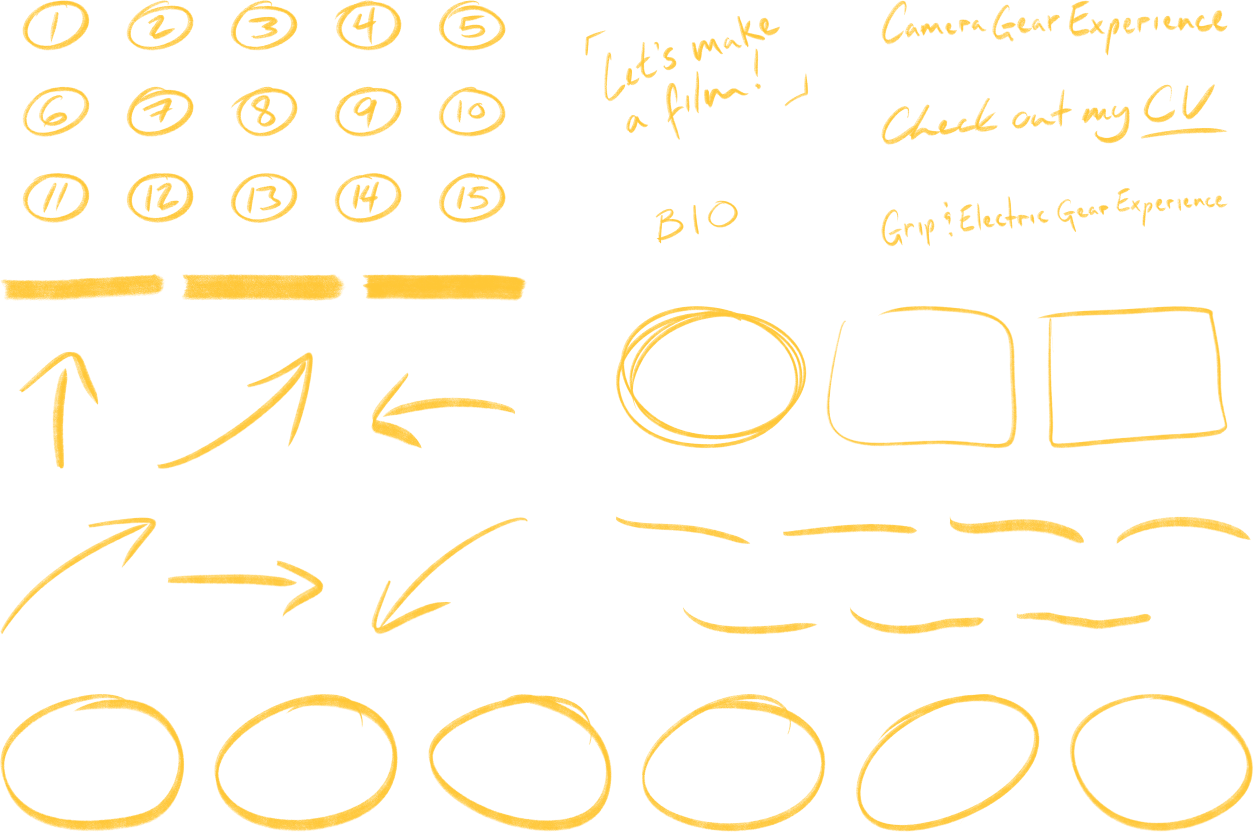 1 2 3 4 5
6 7 8 9 10
11 12 13 14 15
「Let's make
a film!」
BIO
Camera Gear Experience
Check out my CV
Grip & Electric Gear Experience